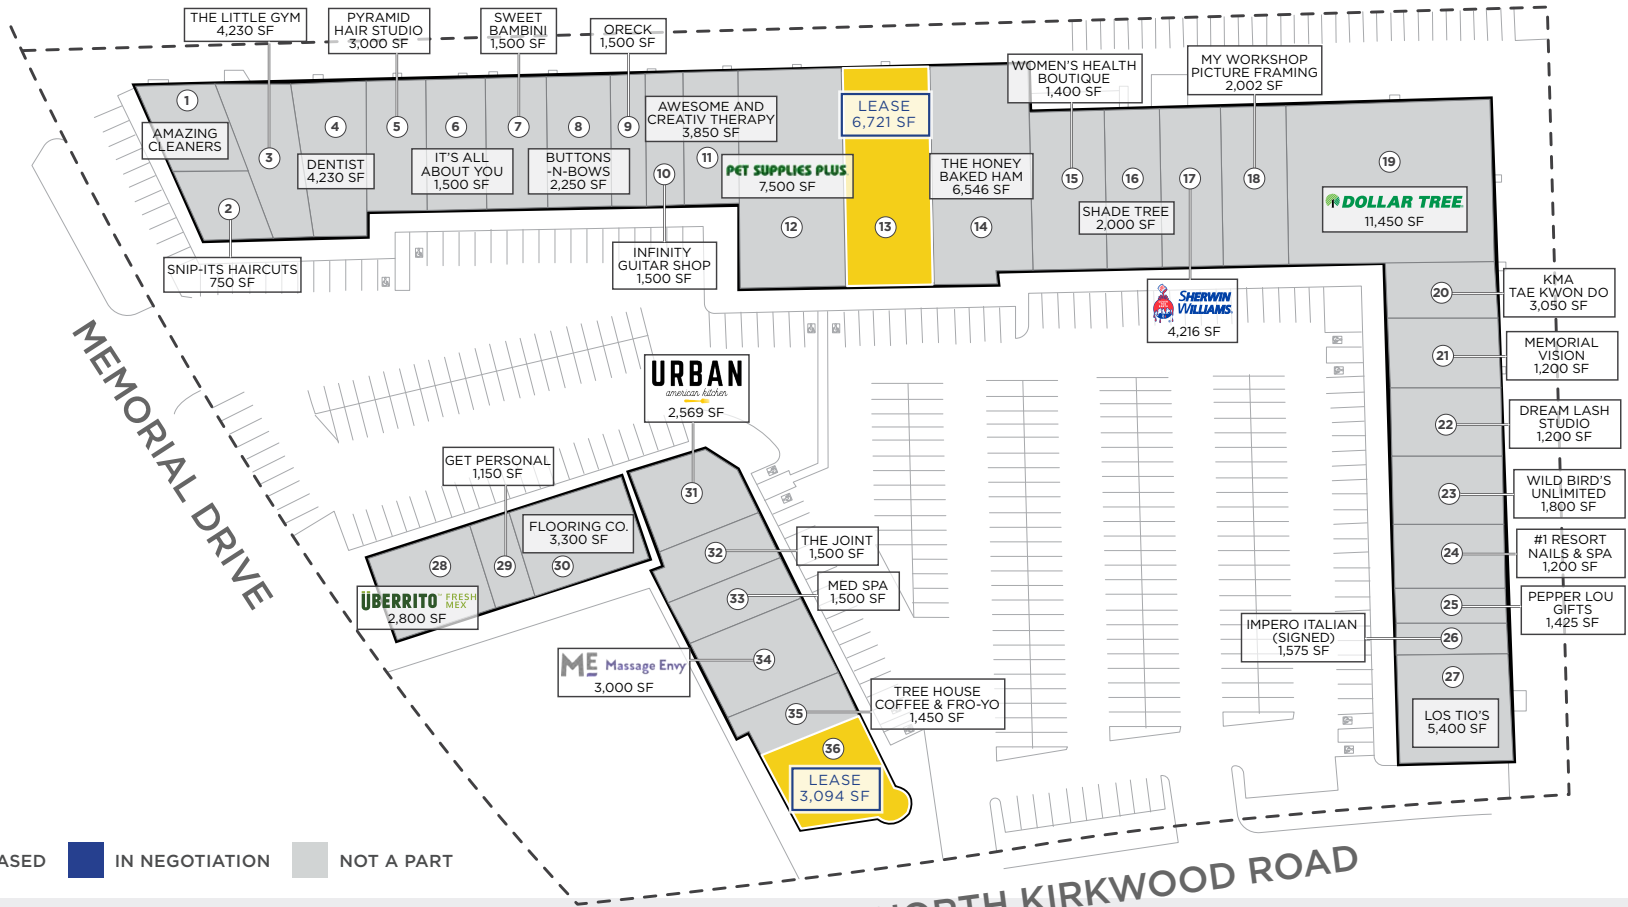 THE LITTLE GYM
4,230 SF
PYRAMID
HAIR STUDIO
3,000 SF
SWEET
BAMBINI
1,500 SF
ORECK
1,500 SF
1
AMAZING
CLEANERS
2
SNIP-ITS HAIRCUTS
750 SF
3
4
DENTIST
4,230 SF
5
6
IT'S ALL
ABOUT YOU
1,500 SF
7
8
BUTTONS
-N-BOWS
2,250 SF
9
10
INFINITY
GUITAR SHOP
1,500 SF
AWESOME AND
CREATIV THERAPY
3,850 SF
11
PET SUPPLIES PLUS
7,500 SF
12
LEASE
6,721 SF
13
THE HONEY
BAKED HAM
6,546 SF
14
WOMEN'S HEALTH
BOUTIQUE
1,400 SF
15
16
SHADE TREE
2,000 SF
17
SHERWIN
WILLIAMS.
4,216 SF
MY WORKSHOP
PICTURE FRAMING
2,002 SF
18
19
DOLLAR TREE
11,450 SF
20
KMA
TAE KWON DO
3,050 SF
21
MEMORIAL
VISION
1,200 SF
22
DREAM LASH
STUDIO
1,200 SF
23
WILD BIRD'S
UNLIMITED
1,800 SF
24
#1 RESORT
NAILS & SPA
1,200 SF
25
PEPPER LOU
GIFTS
1,425 SF
IMPERO ITALIAN
(SIGNED)
1,575 SF
26
27
LOS TIO'S
5,400 SF
URBAN
american kitchen
2,569 SF
31
GET PERSONAL
1,150 SF
FLOORING CO.
3,300 SF
28
29
30
ÜBERRITO FRESH
MEX
2,800 SF
32
THE JOINT
1,500 SF
33
MED SPA
1,500 SF
34
ME Massage Envy
3,000 SF
35
TREE HOUSE
COFFEE & FRO-YO
1,450 SF
36
LEASE
3,094 SF
MEMORIAL DRIVE
NORTH KIRKWOOD ROAD
ASED
IN NEGOTIATION
NOT A PART